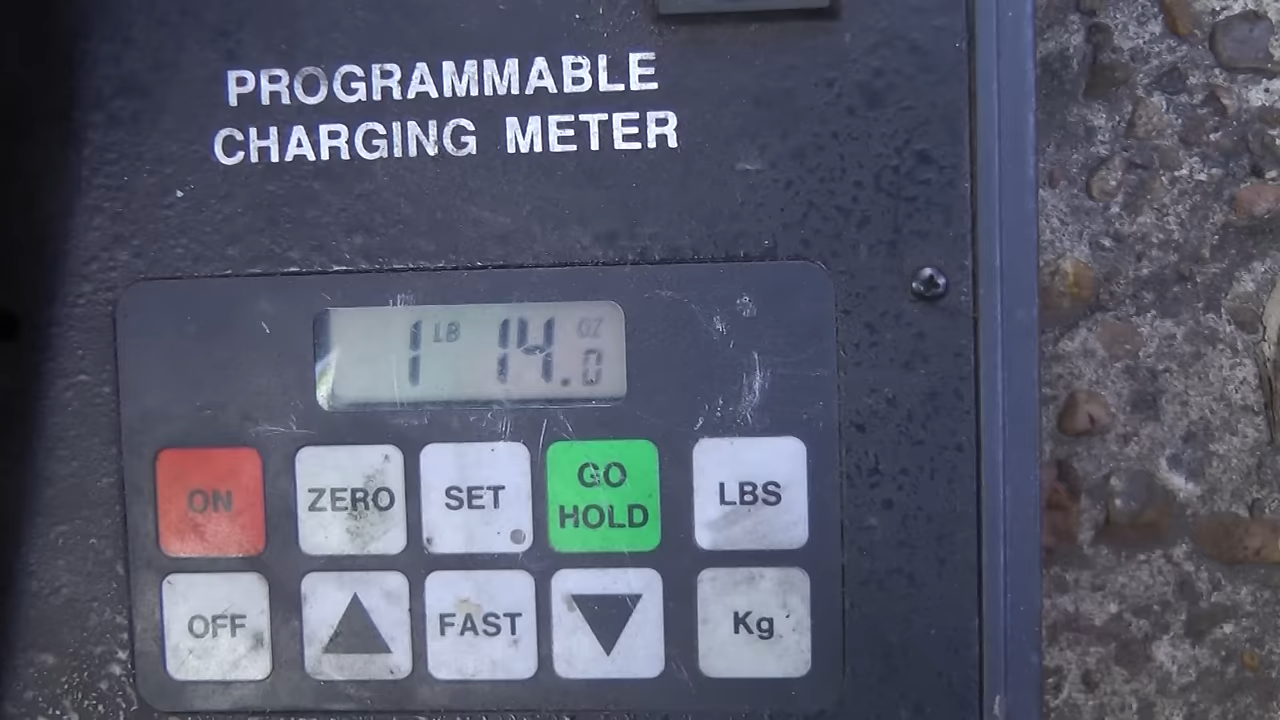 PROGRAMMABLE
CHARGING METER
1 LB 14.0 OZ
ON ZERO SET GO HOLD LBS
OFF FAST Kg